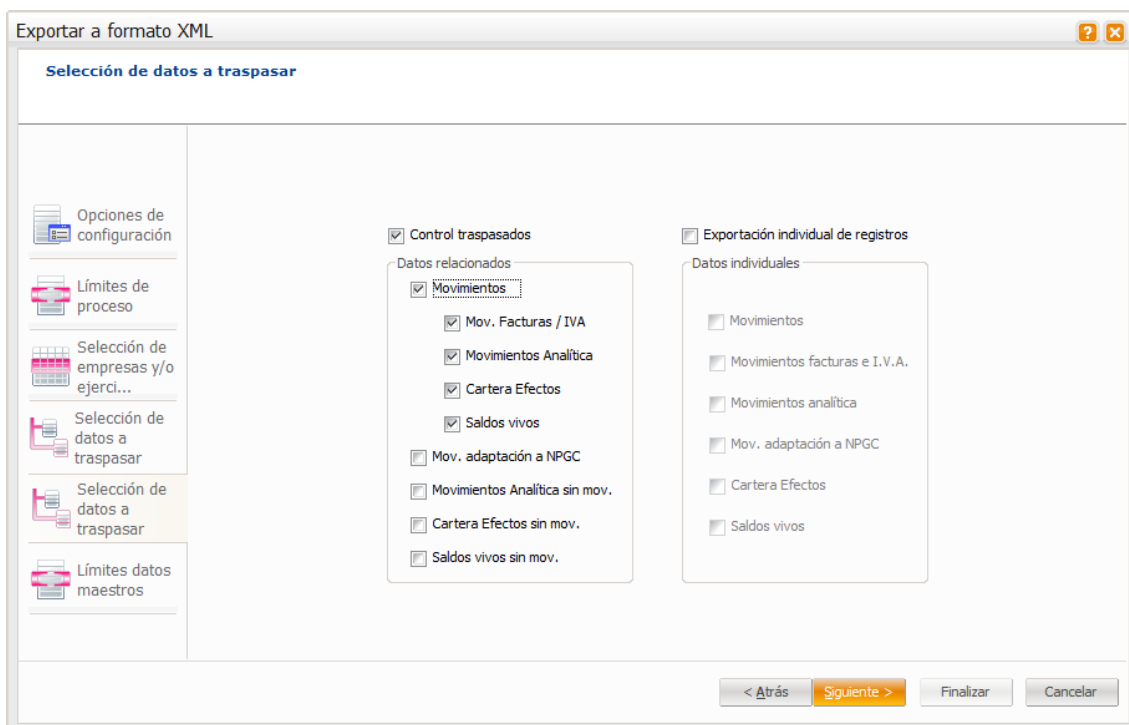 Exportar a formato XML
?
Selección de datos a traspasar
Opciones de
configuración
Límites de
proceso
Selección de
empresas y/o
ejerci...
Selección de
datos a
traspasar
Selección de
datos a
traspasar
Límites datos
maestros
Control traspasados
Datos relacionados
Movimientos
Mov. Facturas / IVA
Movimientos Analítica
Cartera Efectos
Saldos vivos
Mov. adaptación a NPGC
Movimientos Analítica sin mov.
Cartera Efectos sin mov.
Saldos vivos sin mov.
Exportación individual de registros
Datos individuales
Movimientos
Movimientos facturas e I.V.A.
Movimientos analítica
Mov. adaptación a NPGC
Cartera Efectos
Saldos vivos
< Atrás
Siguiente >
Finalizar
Cancelar